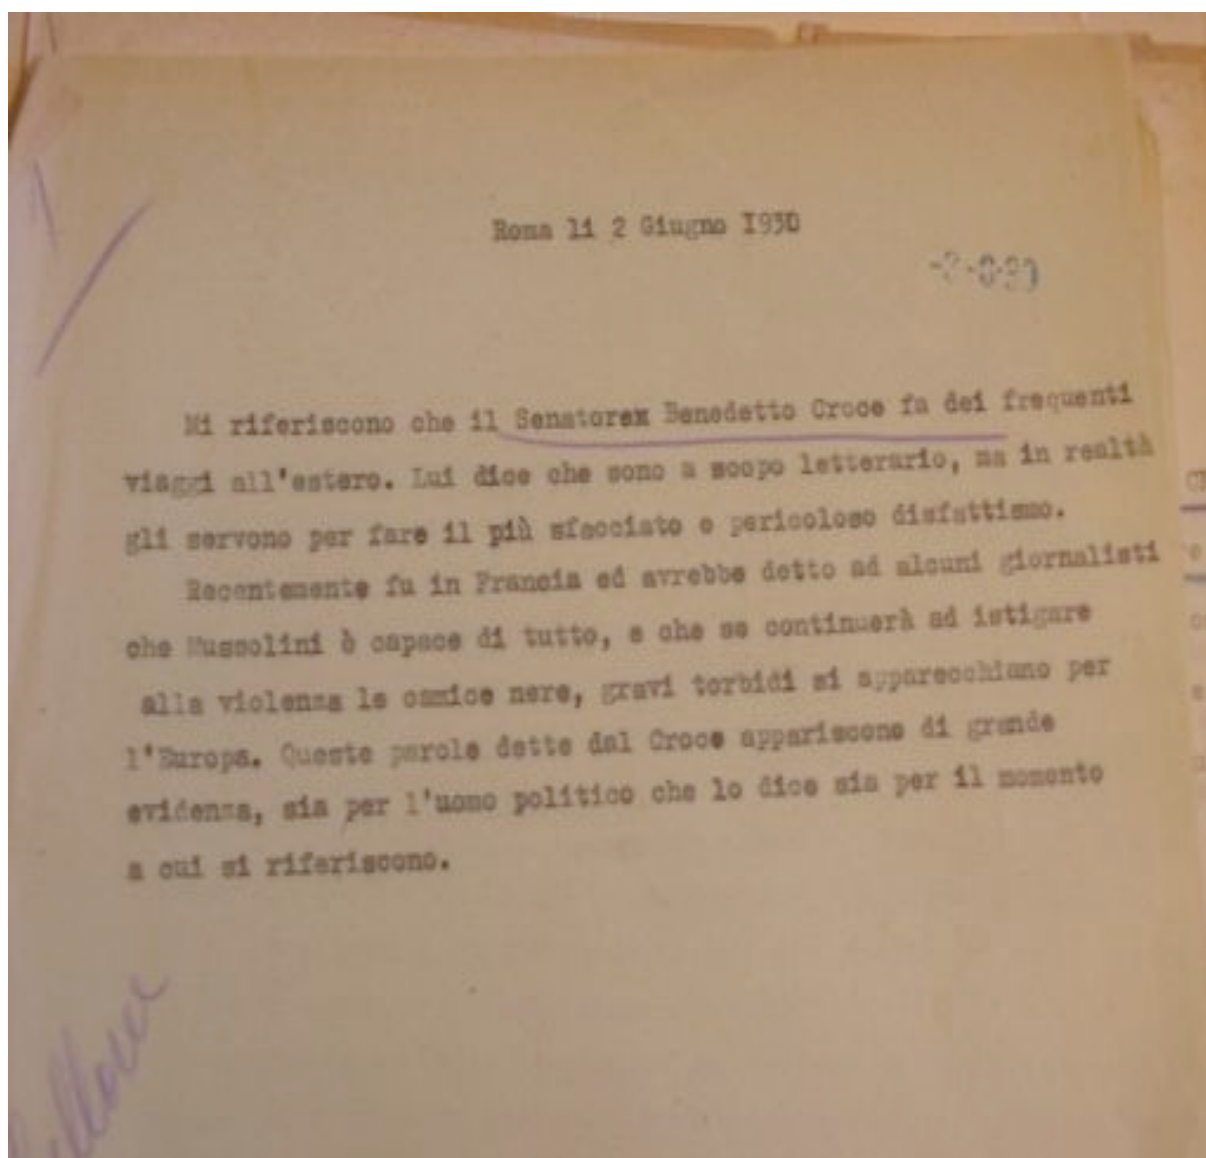 Roma li 2 Giugno I930
Mi riferiscono che il Senatorex Benedetto Croce fa dei frequenti
viaggi all'estero. Lui dice che sono a scopo letterario, ma in realtà
gli servono per fare il più sfacciato e pericoloso disfattismo.
Recentemente fu in Francia ed avrebbe detto ad alcuni giornalisti
che Mussolini è capace di tutto, e che se continuerà ad istigare
alla violenza le camice nere, gravi torbidi si apparecchiano per
l'Europa. Queste parole dette dal Croce appariscono di grande
evidenza, sia per l'uomo politico che lo dice sia per il momento
a cui si riferiscono.